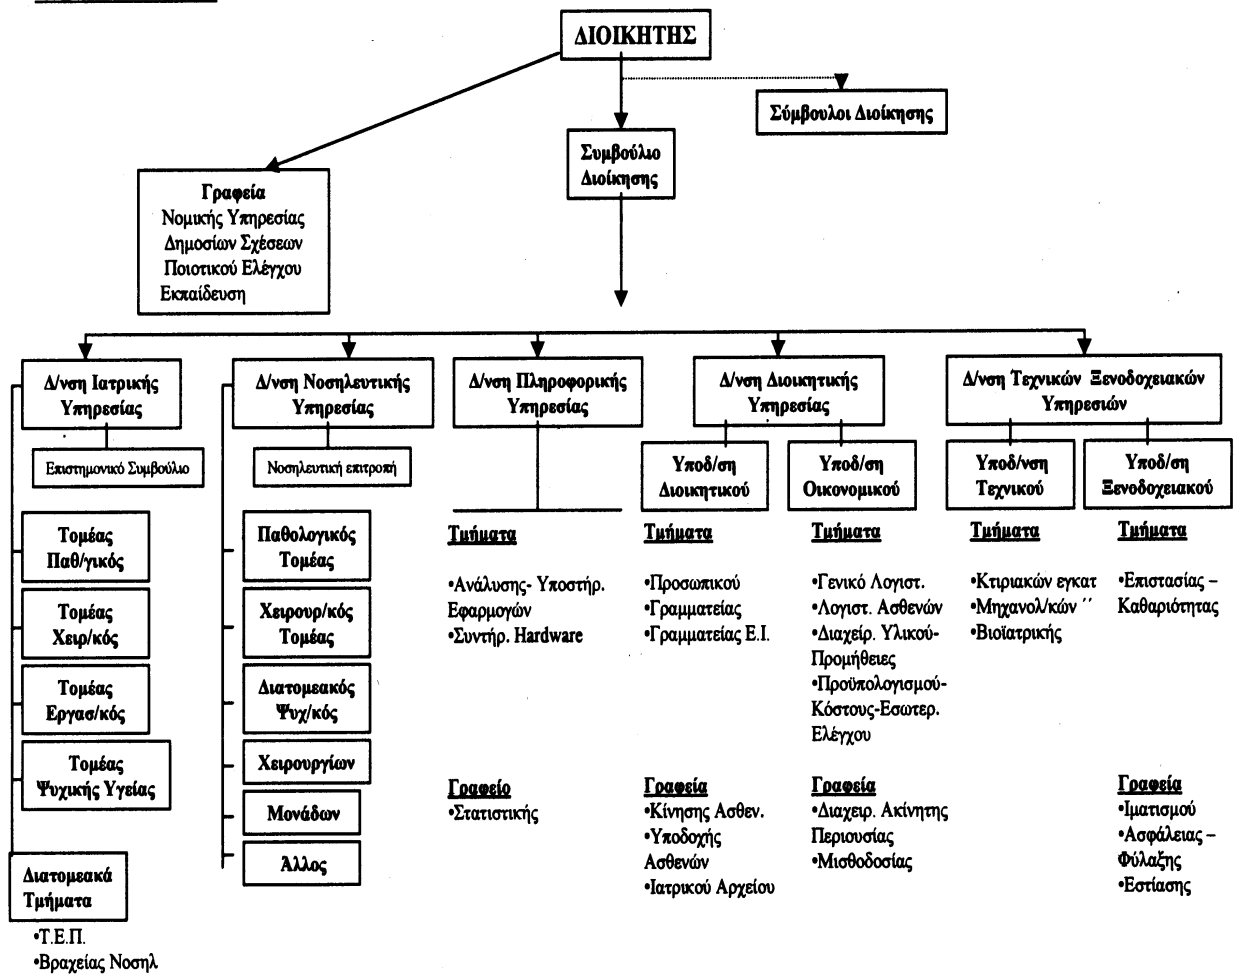 ΔΙΟΙΚΗΤΗΣ
Σύμβουλοι Διοίκησης
Συμβούλιο
Διοίκησης
Γραφεία
Νομικής Υπηρεσίας
Δημοσίων Σχέσεων
Ποιοτικού Ελέγχου
Εκπαίδευση
Δ/νση Ιατρικής
Υπηρεσίας
Επιστημονικό Συμβούλιο
Τομέας
Παθ/γικός
Τομέας
Χειρ/κός
Τομέας
Εργασ/κός
Τομέας
Ψυχικής Υγείας
Διατομεακά
Τμήματα
•Τ.Ε.Π.
•Βραχείας Νοσηλ
Δ/νση Νοσηλευτικής
Υπηρεσίας
Νοσηλευτική επιτροπή
Παθολογικός
Τομέας
Χειρουρ/κός
Τομέας
Διατομεακός
Ψυχ/κός
Χειρουργίων
Μονάδων
Άλλος
Δ/νση Πληροφορικής
Υπηρεσίας
Τμήματα
•Ανάλυσης- Υποστήρ.
Εφαρμογών
•Συντήρ. Hardware
Γραφείο
•Στατιστικής
Δ/νση Διοικητικής
Υπηρεσίας
Υποδ/ση
Διοικητικού
Τμήματα
•Προσωπικού
•Γραμματείας
•Γραμματείας Ε.Ι.
Γραφεία
•Κίνησης Ασθεν.
•Υποδοχής
Ασθενών
•Ιατρικού Αρχείου
Υποδ/ση
Οικονομικού
Τμήματα
•Γενικό Λογιστ.
•Λογιστ. Ασθενών
•Διαχείρ. Υλικού-
Προμήθειες
•Προϋπολογισμού-
Κόστους-Εσωτερ.
Ελέγχου
Γραφεία
•Διαχειρ. Ακίνητης
Περιουσίας
•Μισθοδοσίας
Δ/νση Τεχνικών Ξενοδοχειακών
Υπηρεσιών
Υποδ/νση
Τεχνικού
Τμήματα
•Κτιριακών εγκατ
•Μηχανολ/κών ΄΄
•Βιοϊατρικής
Υποδ/ση
Ξενοδοχειακού
Τμήματα
•Επιστασίας –
Καθαριότητας
Γραφεία
•Ιματισμού
•Ασφάλειας –
Φύλαξης
•Εστίασης